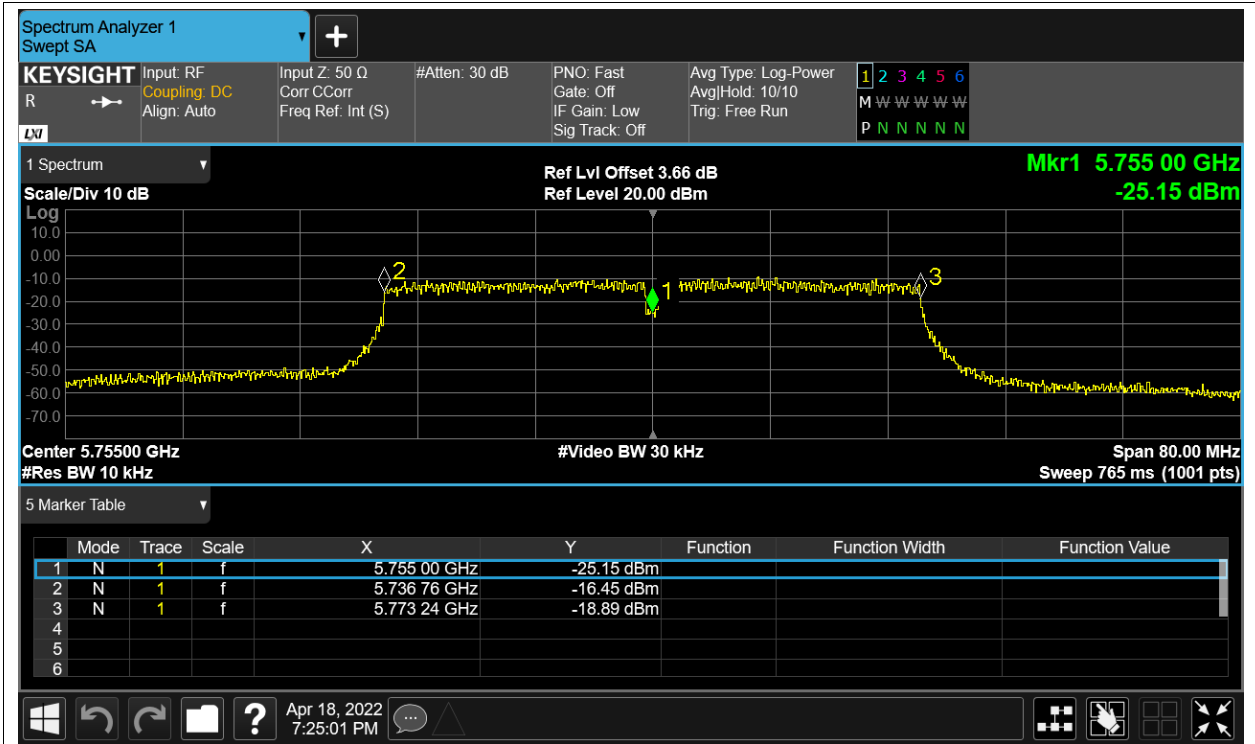 Spectrum Analyzer 1
Swept SA
+
KEYSIGHT Input: RF Input Z: 50 Ω #Atten: 30 dB PNO: Fast Avg Type: Log-Power 1 2 3 4 5 6
R Coupling: DC Corr CCorr Gate: Off Avg|Hold: 10/10 M W W W W W
Align: Auto Freq Ref: Int (S) IF Gain: Low Trig: Free Run
LXI Sig Track: Off P N N N N N
1 Spectrum Ref Lvl Offset 3.66 dB Mkr1 5.755 00 GHz
Scale/Div 10 dB Ref Level 20.00 dBm -25.15 dBm
Log
10.0
0.00
-10.0
-20.0
-30.0
-40.0
-50.0
-60.0
-70.0
2
1
3
Center 5.75500 GHz #Video BW 30 kHz Span 80.00 MHz
#Res BW 10 kHz Sweep 765 ms (1001 pts)
5 Marker Table
Mode Trace Scale X Y Function Function Width Function Value
1 N 1 f 5.755 00 GHz -25.15 dBm
2 N 1 f 5.736 76 GHz -16.45 dBm
3 N 1 f 5.773 24 GHz -18.89 dBm
4
5
6
? Apr 18, 2022
7:25:01 PM